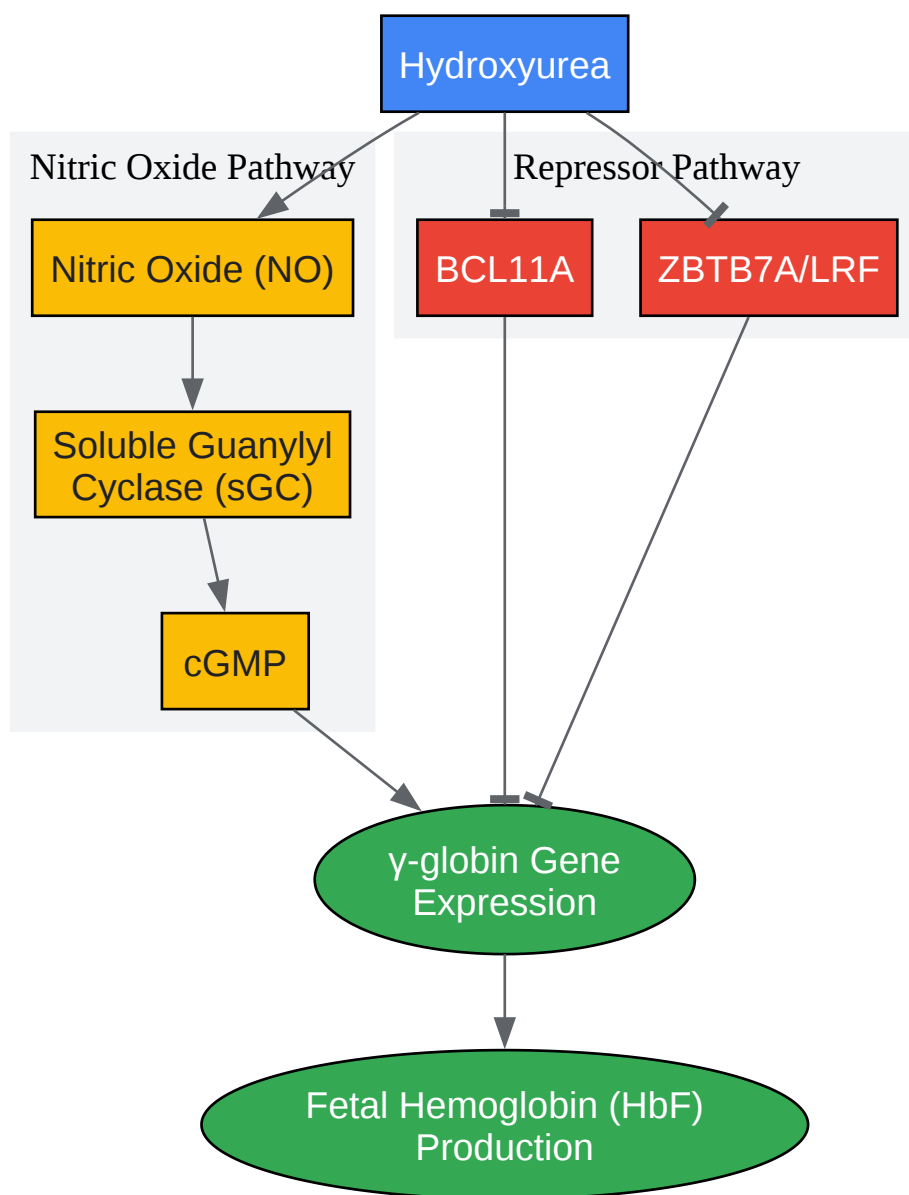 Hydroxyurea
Nitric Oxide Pathway
Repressor Pathway
Nitric Oxide (NO)
BCL11A
ZBTB7A/LRF
Soluble Guanylyl
Cyclase (sGC)
cGMP
γ-globin Gene
Expression
Fetal Hemoglobin (HbF)
Production